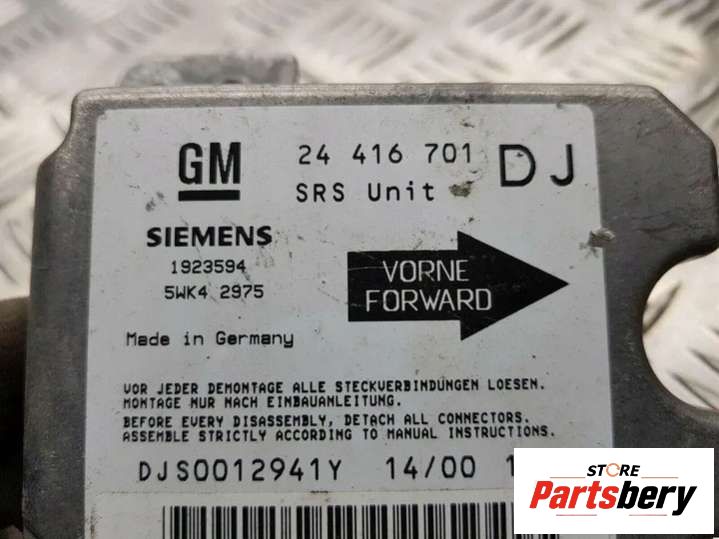 GM 24 416 701 DJ
SRS Unit
SIEMENS
1923594
5WK4 2975
VORNE
FORWARD
Made in Germany
VOR JEDER DEMONTAGE ALLE STECKVERBINDUNGEN LOESEN.
MONTAGE NUR NACH EINBAUANLEITUNG.
BEFORE EVERY DISASSEMBLY, DETACH ALL CONNECTORS.
ASSEMBLE STRICTLY ACCORDING TO MANUAL INSTRUCTIONS.
DJS0012941Y 14/00
STORE
Partsbery